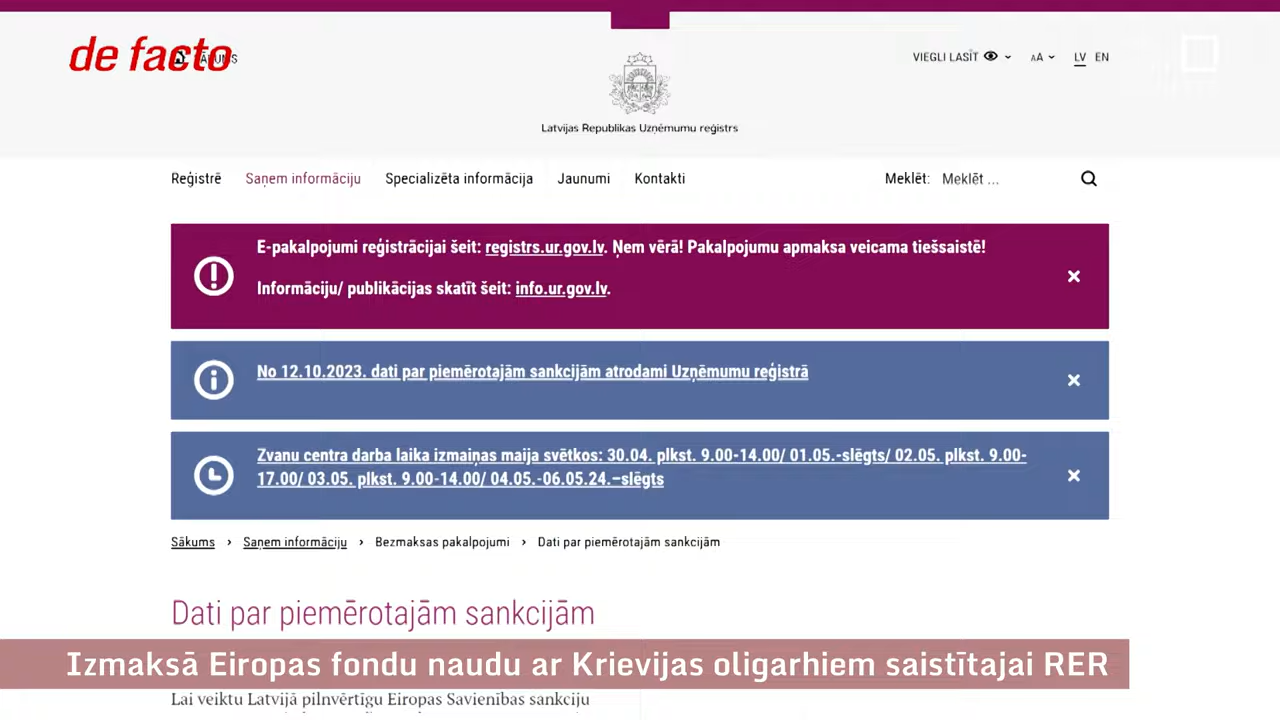 de facto
VIEGLI LASĪT
AA
LV EN
Latvijas Republikas Uzņēmumu reģistrs
Reģistrē Saņem informāciju Specializēta informācija Jaunumi Kontakti Meklēt: Meklēt ...
E-pakalpojumi reģistrācijai šeit: registrs.ur.gov.lv. Ņem vērā! Pakalpojumu apmaksa veicama tiešsaistē!
Informāciju/ publikācijas skatīt šeit: info.ur.gov.lv.
No 12.10.2023. dati par piemērotajām sankcijām atrodami Uzņēmumu reģistrā
Zvanu centra darba laika izmaiņas maija svētkos: 30.04. plkst. 9.00-14.00/ 01.05.-slēgts/ 02.05. plkst. 9.00-
17.00/ 03.05. plkst. 9.00-14.00/ 04.05.-06.05.24.–slēgts
Sākums › Saņem informāciju › Bezmaksas pakalpojumi › Dati par piemērotajām sankcijām
Dati par piemērotajām sankcijām
Izmaksā Eiropas fondu naudu ar Krievijas oligarhiem saistītajai RER
Lai veiktu Latvijā pilnvērtīgu Eiropas Savienības sankciju